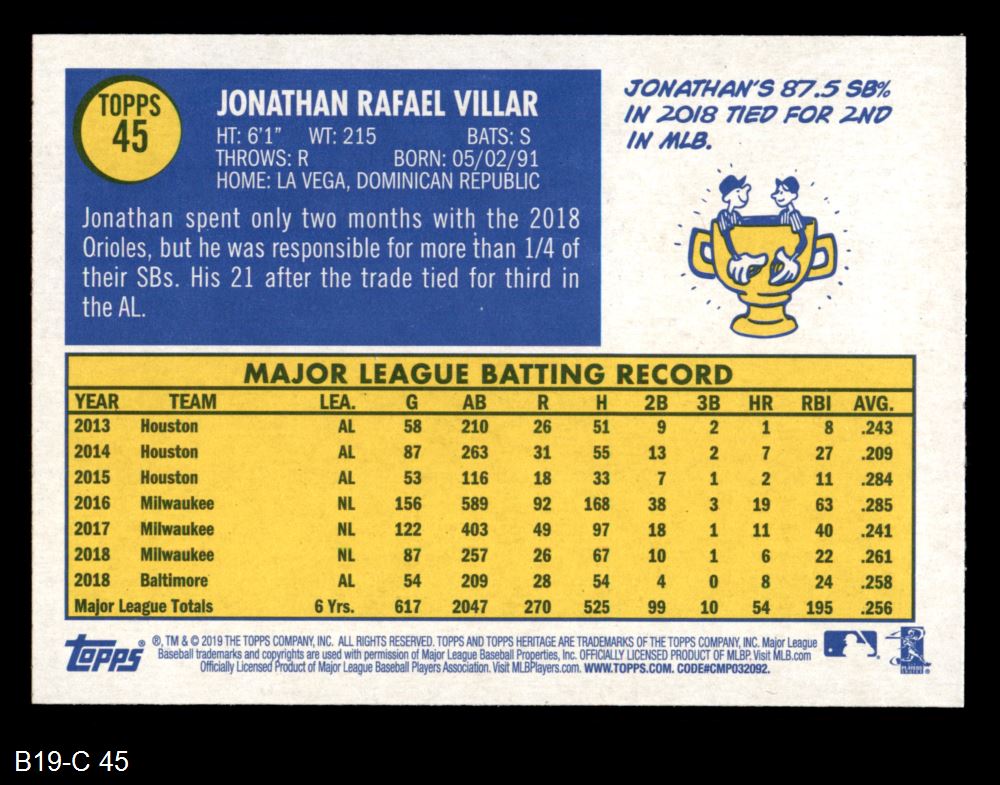 TOPPS
45
JONATHAN RAFAEL VILLAR
HT: 6'1" WT: 215 BATS: S
THROWS: R BORN: 05/02/91
HOME: LA VEGA, DOMINICAN REPUBLIC
Jonathan spent only two months with the 2018
Orioles, but he was responsible for more than 1/4 of
their SBs. His 21 after the trade tied for third in
the AL.
JONATHAN'S 87.5 SB%
IN 2018 TIED FOR 2ND
IN MLB.
MAJOR LEAGUE BATTING RECORD
YEAR TEAM LEA. G AB R H 2B 3B HR RBI AVG.
2013 Houston AL 58 210 26 51 9 2 1 8 .243
2014 Houston AL 87 263 31 55 13 2 7 27 .209
2015 Houston AL 53 116 18 33 7 1 2 11 .284
2016 Milwaukee NL 156 589 92 168 38 3 19 63 .285
2017 Milwaukee NL 122 403 49 97 18 1 11 40 .241
2018 Milwaukee NL 87 257 26 67 10 1 6 22 .261
2018 Baltimore AL 54 209 28 54 4 0 8 24 .258
Major League Totals 6 Yrs. 617 2047 270 525 99 10 54 195 .256
Topps ® ®, TM & © 2019 THE TOPPS COMPANY, INC. ALL RIGHTS RESERVED. TOPPS AND TOPPS HERITAGE ARE TRADEMARKS OF THE TOPPS COMPANY, INC. Major League
Baseball trademarks and copyrights are used with permission of Major League Baseball Properties, Inc. OFFICIALLY LICENSED PRODUCT OF MLBP. Visit MLB.com
Officially Licensed Product of Major League Baseball Players Association. Visit MLBPlayers.com. WWW.TOPPS.COM. CODE#CMP032092.
B19-C 45